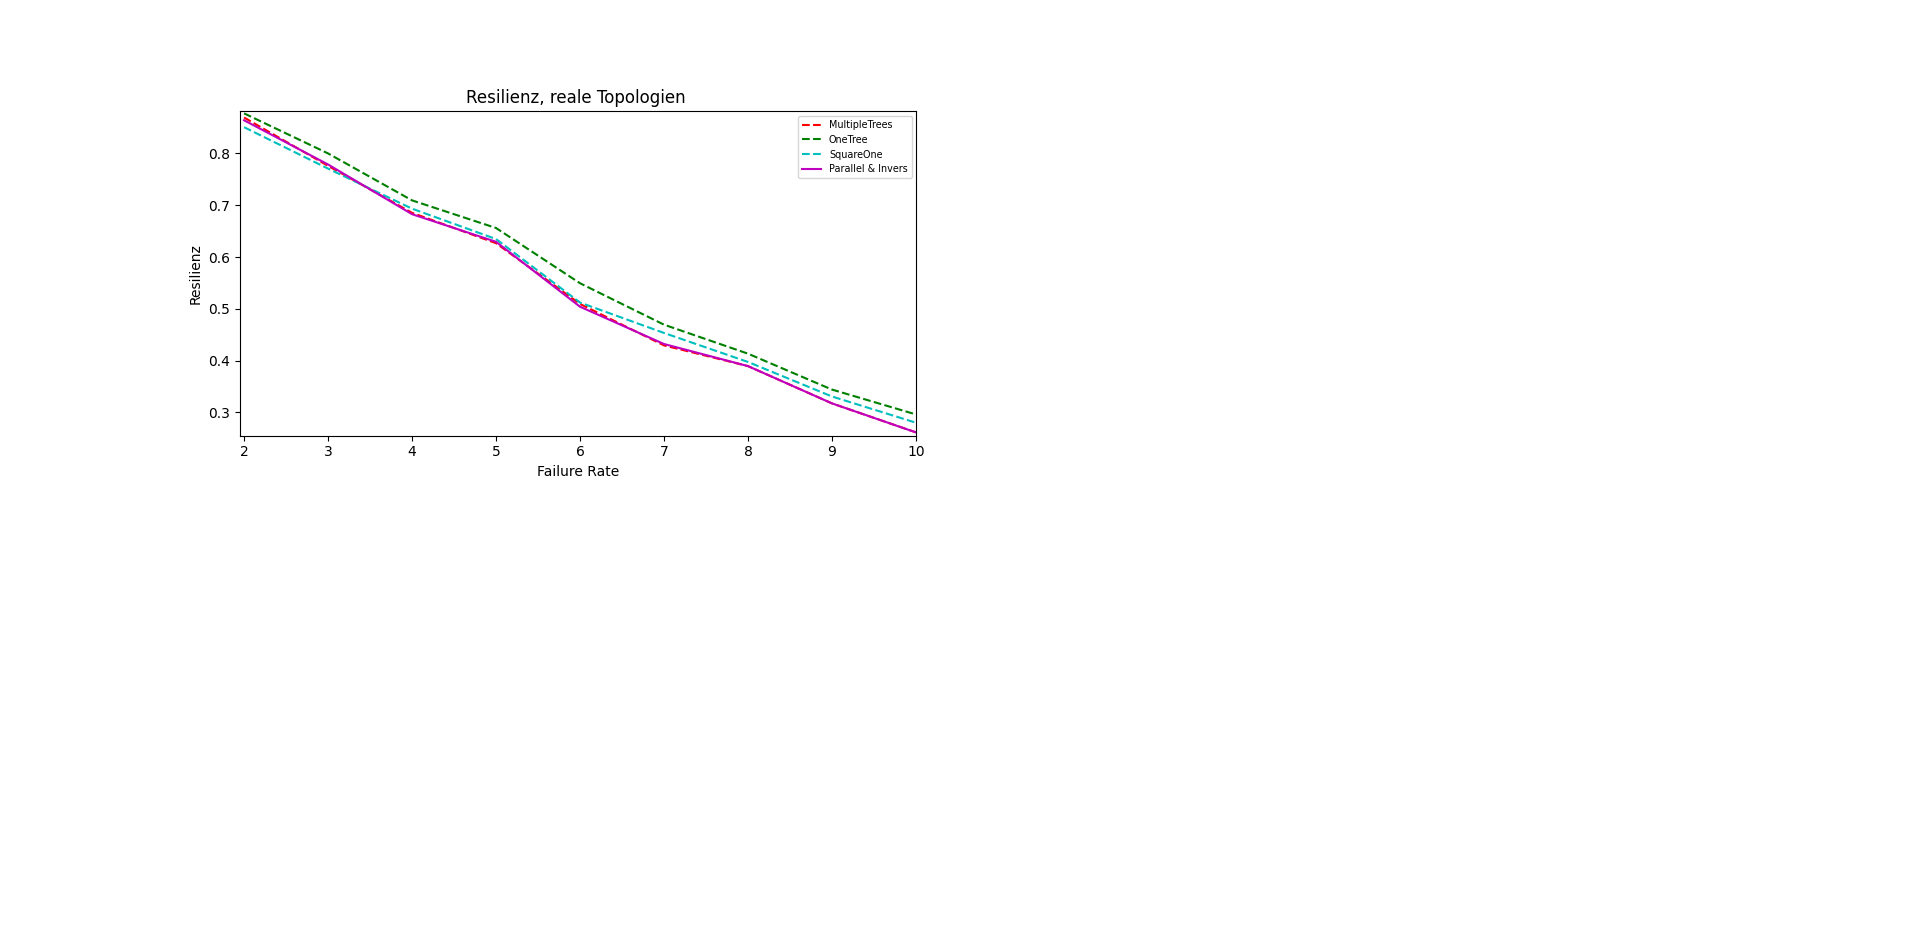 Resilienz, reale Topologien
MultipleTrees
OneTree
SquareOne
Parallel & Invers
Resilienz
0.8
0.7
0.6
0.5
0.4
0.3
2 3 4 5 6 7 8 9 10
Failure Rate